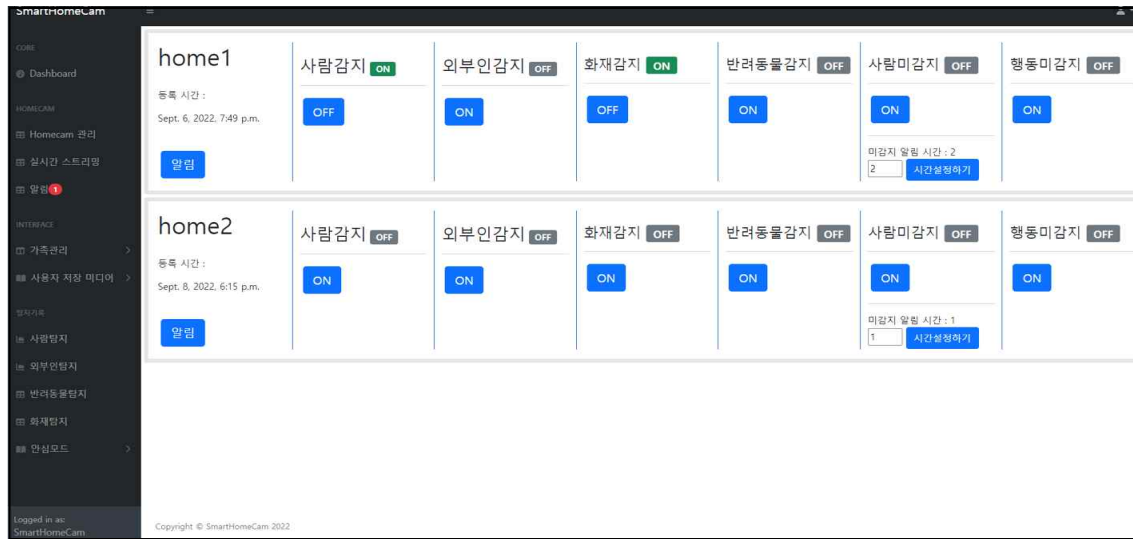 SmartHomeCam
CORE
Dashboard
HOMECAM
Homecam 관리
실시간 스트리밍
알림 1
INTERFACE
가족관리
사용자 저장 미디어
탐지기록
사람탐지
외부인탐지
반려동물탐지
화재탐지
안심모드
Logged in as:
SmartHomeCam
home1
등록 시간 :
Sept. 6, 2022, 7:49 p.m.
알림
사람감지 ON
OFF
외부인감지 OFF
ON
화재감지 ON
OFF
반려동물감지 OFF
ON
사람미감지 OFF
ON
미감지 알림 시간 : 2
2 시간설정하기
행동미감지 OFF
ON
home2
등록 시간 :
Sept. 8, 2022, 6:15 p.m.
알림
사람감지 OFF
ON
외부인감지 OFF
ON
화재감지 OFF
ON
반려동물감지 OFF
ON
사람미감지 OFF
ON
미감지 알림 시간 : 1
1 시간설정하기
행동미감지 OFF
ON
Copyright © SmartHomeCam 2022